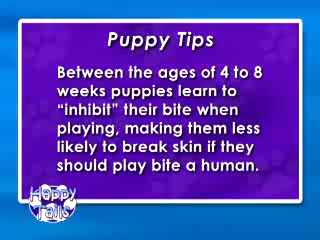 Puppy Tips
Between the ages of 4 to 8
weeks puppies learn to
“inhibit” their bite when
playing, making them less
likely to break skin if they
should play bite a human.
Happy
Tails